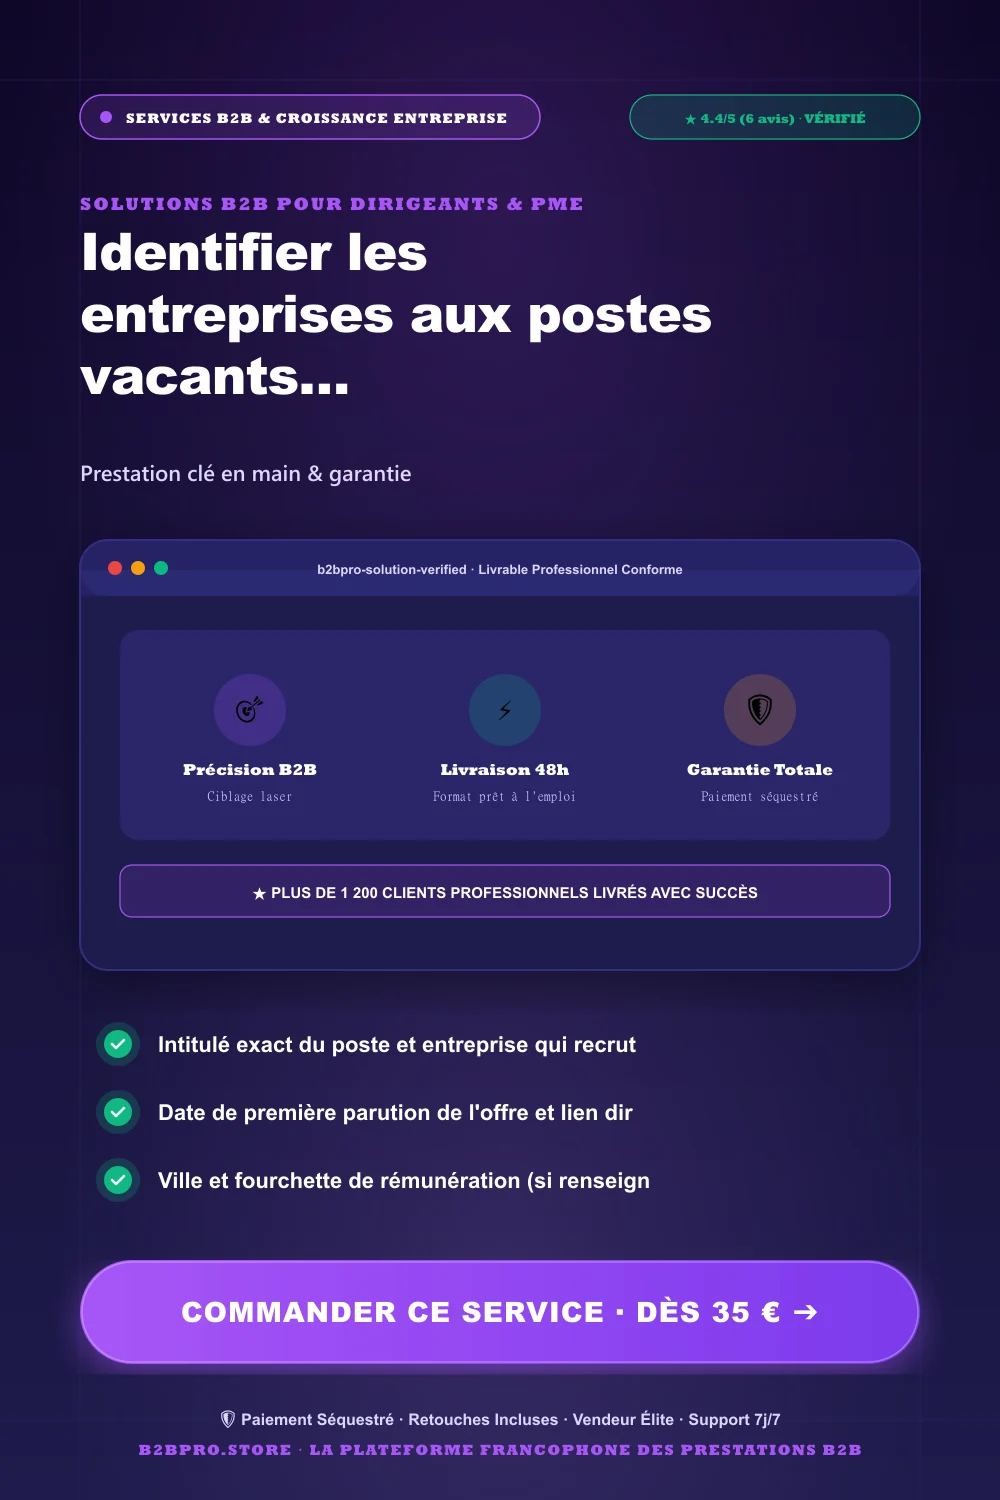 SERVICES B2B & CROISSANCE ENTREPRISE
★ 4.4/5 (6 avis) · VÉRIFIÉ
SOLUTIONS B2B POUR DIRIGEANTS & PME
Identifier les
entreprises aux postes
vacants...
Prestation clé en main & garantie
b2bpro-solution-verified · Livrable Professionnel Conforme
Précision B2B
Ciblage laser
Livraison 48h
Format prêt à l'emploi
Garantie Totale
Paiement séquestré
★ PLUS DE 1 200 CLIENTS PROFESSIONNELS LIVRÉS AVEC SUCCÈS
Intitulé exact du poste et entreprise qui recrut
Date de première parution de l'offre et lien dir
Ville et fourchette de rémunération (si renseign
COMMANDER CE SERVICE · DÈS 35 € ➔
Paiement Séquestré · Retouches Incluses · Vendeur Élite · Support 7j/7
B2BPRO.STORE · LA PLATEFORME FRANCOPHONE DES PRESTATIONS B2B